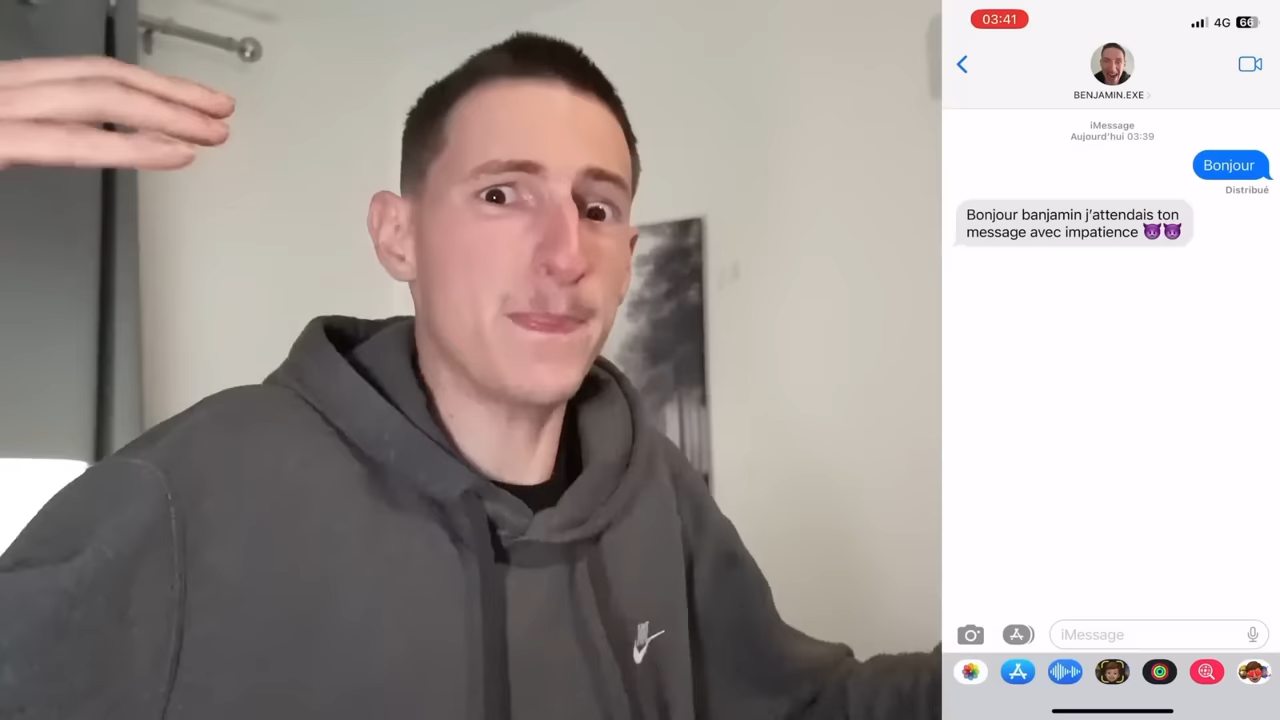 03:41
4G 66
BENJAMIN.EXE
iMessage
Aujourd'hui 03:39
Bonjour
Distribué
Bonjour banjamin j'attendais ton
message avec impatience 😈😈
iMessage